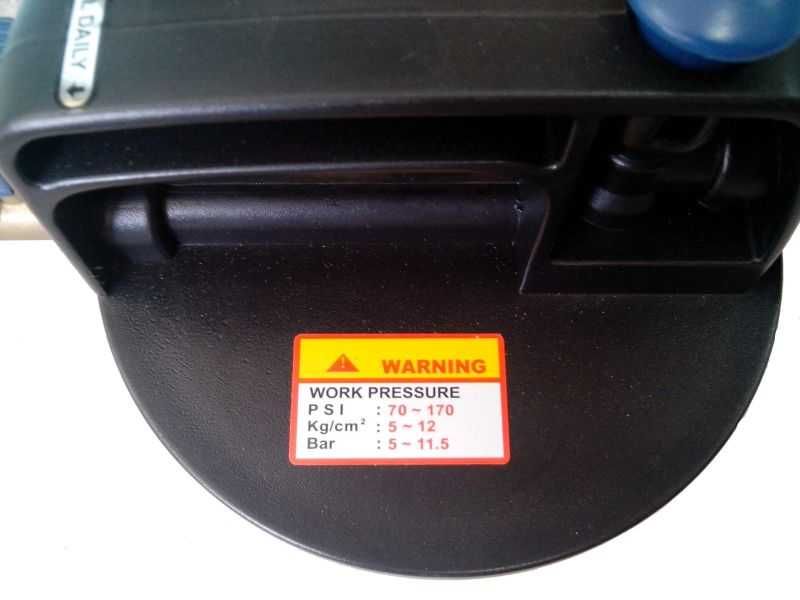 DAILY
WARNING
WORK PRESSURE
PSI : 70 ~ 170
Kg/cm² : 5 ~ 12
Bar : 5 ~ 11.5